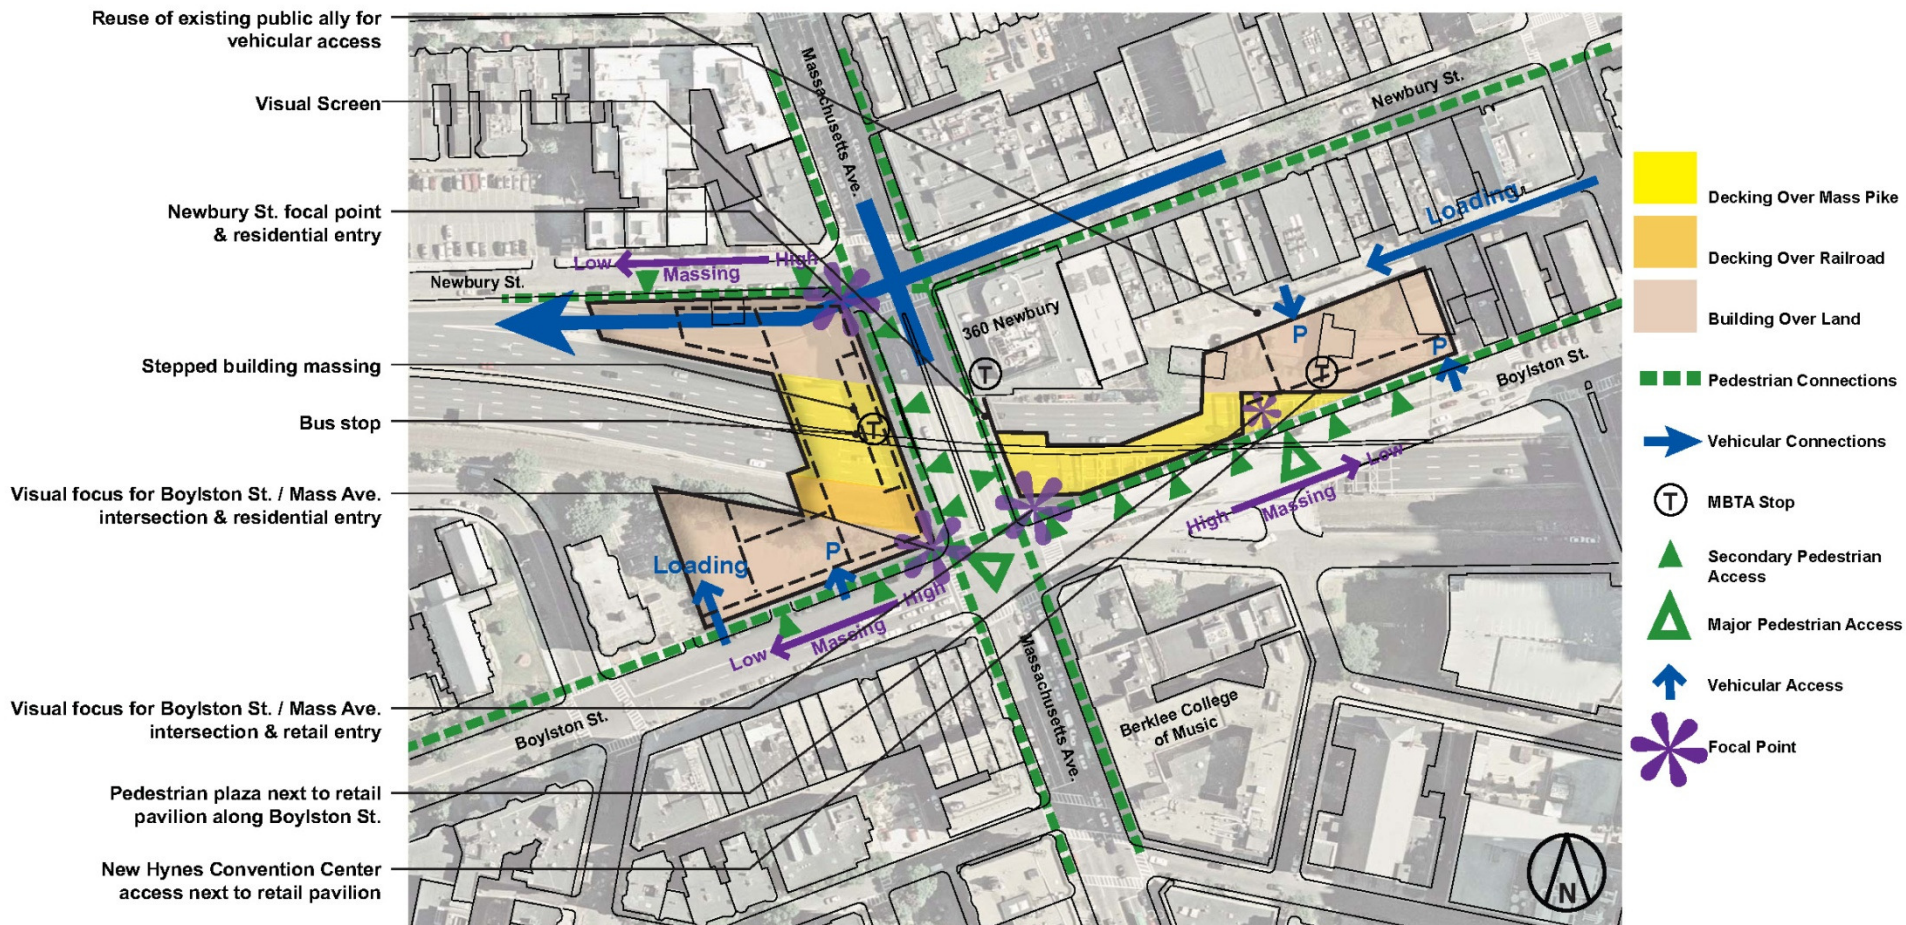 Reuse of existing public ally for
vehicular access
Visual Screen
Newbury St. focal point
& residential entry
Stepped building massing
Bus stop
Visual focus for Boylston St. / Mass Ave.
intersection & residential entry
Visual focus for Boylston St. / Mass Ave.
intersection & retail entry
Pedestrian plaza next to retail
pavilion along Boylston St.
New Hynes Convention Center
access next to retail pavilion
Massachusetts Ave.
Newbury St.
Loading
Low
Massing
High
Newbury St.
360 Newbury
T
P
T
P
Boylston St.
T
Low
Massing
High
Loading
P
High
Massing
Low
Boylston St.
Massachusetts Ave.
Berklee College
of Music
N
Decking Over Mass Pike
Decking Over Railroad
Building Over Land
Pedestrian Connections
Vehicular Connections
T
MBTA Stop
Secondary Pedestrian
Access
Major Pedestrian Access
Vehicular Access
Focal Point